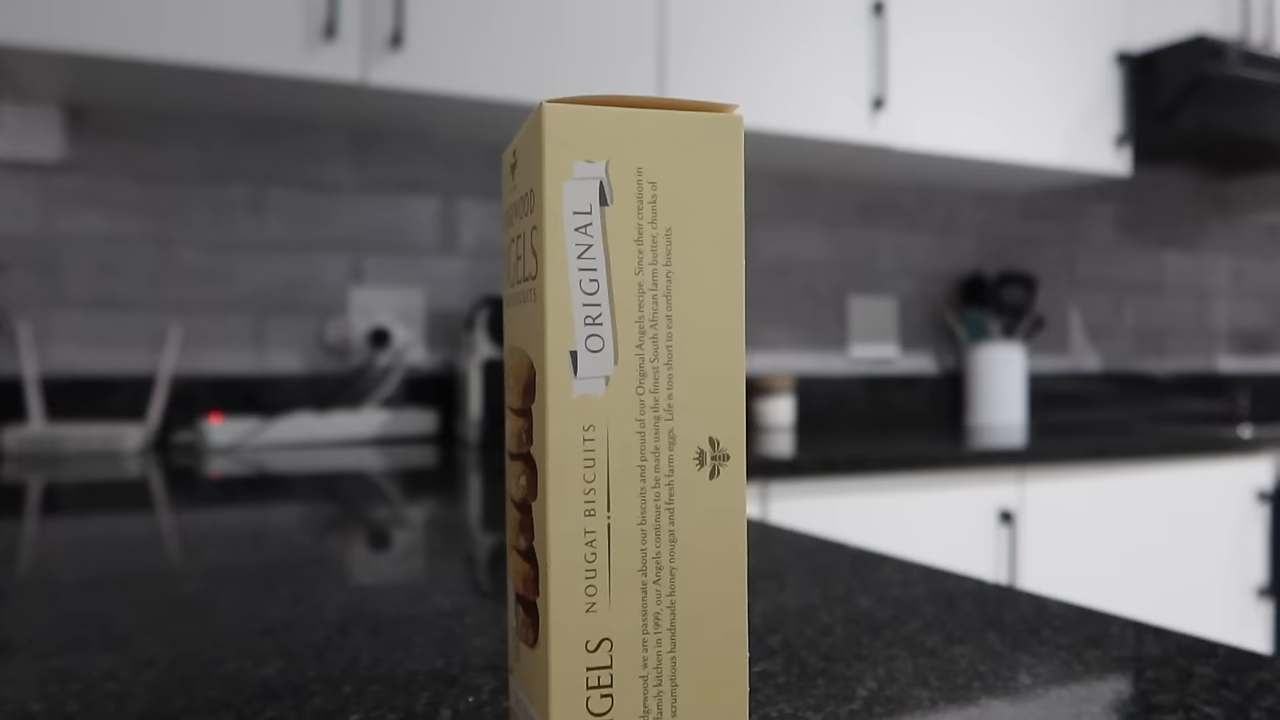 WOOD
GELS
ORIGINAL
GELS
NOUGAT BISCUITS
dgewood, we are passionate about our biscuits and proud of our Original Angels recipe. Since their creation in
family kitchen in 1999, our Angels continue to be made using the finest South African farm butter, chunks of
scrumptious handmade honey nougat and fresh farm eggs. Life is too short to eat ordinary biscuits.